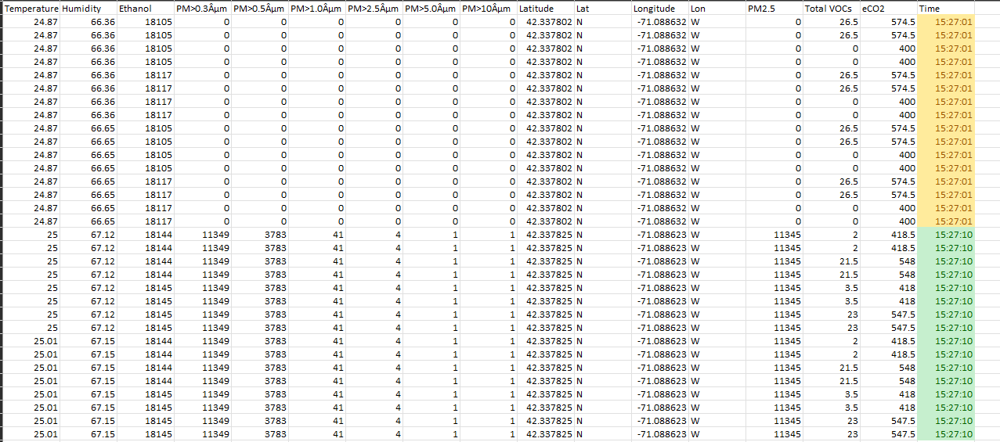 Temperature Humidity Ethanol PM>0.3Âµm PM>0.5Âµm PM>1.0Âµm PM>2.5Âµm PM>5.0Âµm PM>10Âµm Latitude Lat Longitude Lon PM2.5 Total VOCs eCO2 Time
24.87 66.36 18105 0 0 0 0 0 0 42.337802 N -71.088632 W 0 26.5 574.5 15:27:01
24.87 66.36 18105 0 0 0 0 0 0 42.337802 N -71.088632 W 0 26.5 574.5 15:27:01
24.87 66.36 18105 0 0 0 0 0 0 42.337802 N -71.088632 W 0 0 400 15:27:01
24.87 66.36 18105 0 0 0 0 0 0 42.337802 N -71.088632 W 0 0 400 15:27:01
24.87 66.36 18117 0 0 0 0 0 0 42.337802 N -71.088632 W 0 26.5 574.5 15:27:01
24.87 66.36 18117 0 0 0 0 0 0 42.337802 N -71.088632 W 0 26.5 574.5 15:27:01
24.87 66.36 18117 0 0 0 0 0 0 42.337802 N -71.088632 W 0 0 400 15:27:01
24.87 66.36 18117 0 0 0 0 0 0 42.337802 N -71.088632 W 0 0 400 15:27:01
24.87 66.65 18105 0 0 0 0 0 0 42.337802 N -71.088632 W 0 26.5 574.5 15:27:01
24.87 66.65 18105 0 0 0 0 0 0 42.337802 N -71.088632 W 0 26.5 574.5 15:27:01
24.87 66.65 18105 0 0 0 0 0 0 42.337802 N -71.088632 W 0 0 400 15:27:01
24.87 66.65 18105 0 0 0 0 0 0 42.337802 N -71.088632 W 0 0 400 15:27:01
24.87 66.65 18117 0 0 0 0 0 0 42.337802 N -71.088632 W 0 26.5 574.5 15:27:01
24.87 66.65 18117 0 0 0 0 0 0 42.337802 N -71.088632 W 0 26.5 574.5 15:27:01
24.87 66.65 18117 0 0 0 0 0 0 42.337802 N -71.088632 W 0 0 400 15:27:01
24.87 66.65 18117 0 0 0 0 0 0 42.337802 N -71.088632 W 0 0 400 15:27:01
25 67.12 18144 11349 3783 41 4 1 1 42.337825 N -71.088623 W 11345 2 418.5 15:27:10
25 67.12 18144 11349 3783 41 4 1 1 42.337825 N -71.088623 W 11345 2 418.5 15:27:10
25 67.12 18144 11349 3783 41 4 1 1 42.337825 N -71.088623 W 11345 21.5 548 15:27:10
25 67.12 18144 11349 3783 41 4 1 1 42.337825 N -71.088623 W 11345 21.5 548 15:27:10
25 67.12 18145 11349 3783 41 4 1 1 42.337825 N -71.088623 W 11345 3.5 418 15:27:10
25 67.12 18145 11349 3783 41 4 1 1 42.337825 N -71.088623 W 11345 3.5 418 15:27:10
25 67.12 18145 11349 3783 41 4 1 1 42.337825 N -71.088623 W 11345 23 547.5 15:27:10
25 67.12 18145 11349 3783 41 4 1 1 42.337825 N -71.088623 W 11345 23 547.5 15:27:10
25.01 67.15 18144 11349 3783 41 4 1 1 42.337825 N -71.088623 W 11345 2 418.5 15:27:10
25.01 67.15 18144 11349 3783 41 4 1 1 42.337825 N -71.088623 W 11345 2 418.5 15:27:10
25.01 67.15 18144 11349 3783 41 4 1 1 42.337825 N -71.088623 W 11345 21.5 548 15:27:10
25.01 67.15 18144 11349 3783 41 4 1 1 42.337825 N -71.088623 W 11345 21.5 548 15:27:10
25.01 67.15 18145 11349 3783 41 4 1 1 42.337825 N -71.088623 W 11345 3.5 418 15:27:10
25.01 67.15 18145 11349 3783 41 4 1 1 42.337825 N -71.088623 W 11345 3.5 418 15:27:10
25.01 67.15 18145 11349 3783 41 4 1 1 42.337825 N -71.088623 W 11345 23 547.5 15:27:10
25.01 67.15 18145 11349 3783 41 4 1 1 42.337825 N -71.088623 W 11345 23 547.5 15:27:10